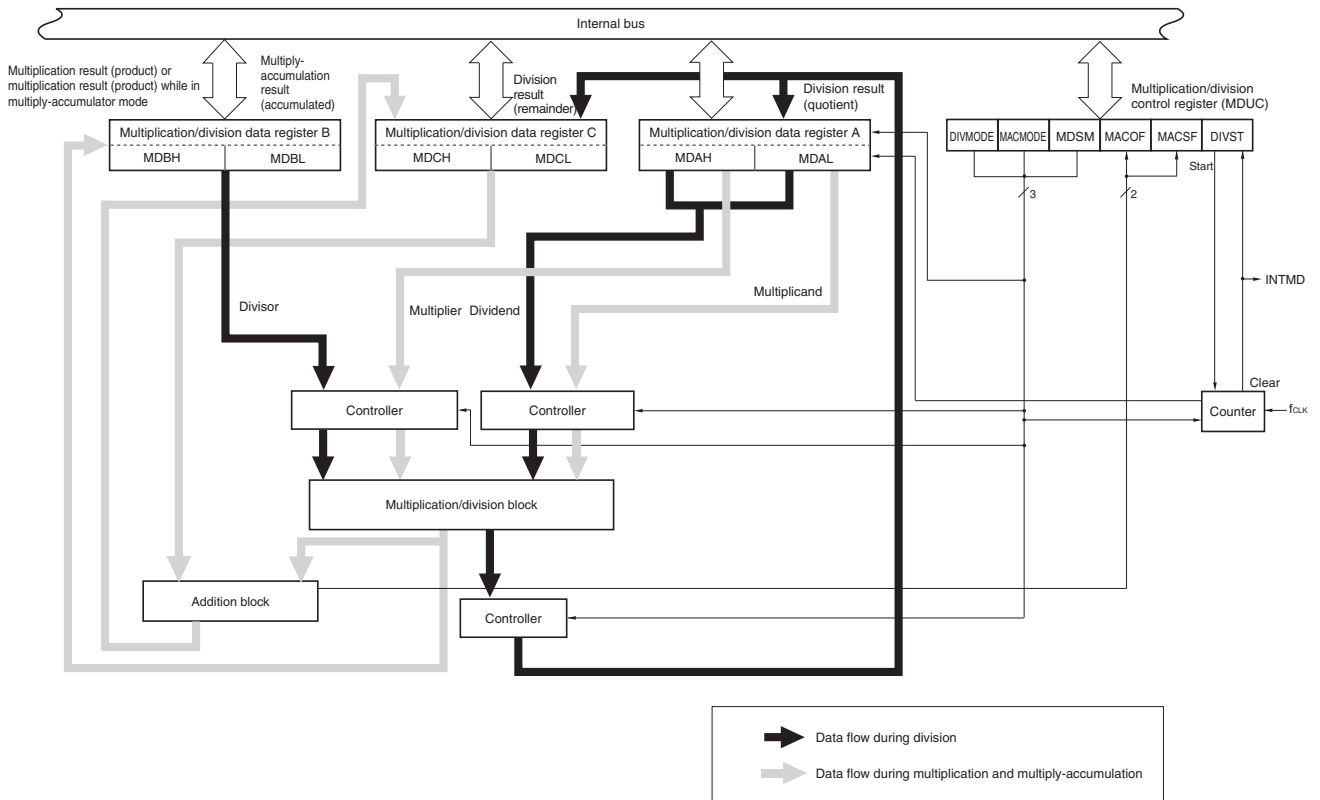 Internal bus
Multiplication result (product) or
multiplication result (product) while in
multiply-accumulator mode
Multiply-
accumulation
result
(accumulated)
Division
result
(remainder)
Division result
(quotient)
Multiplication/division
control register (MDUC)
Multiplication/division data register B
MDBH
MDBL
Multiplication/division data register C
MDCH
MDCL
Multiplication/division data register A
MDAH
MDAL
DIVMODE
MACMODE
MDSM
MACOF
MACSF
DIVST
Start
3
2
INTMD
Divisor
Multiplier
Dividend
Multiplicand
Clear
Controller
Controller
Counter
fCLK
Multiplication/division block
Addition block
Controller
Data flow during division
Data flow during multiplication and multiply-accumulation